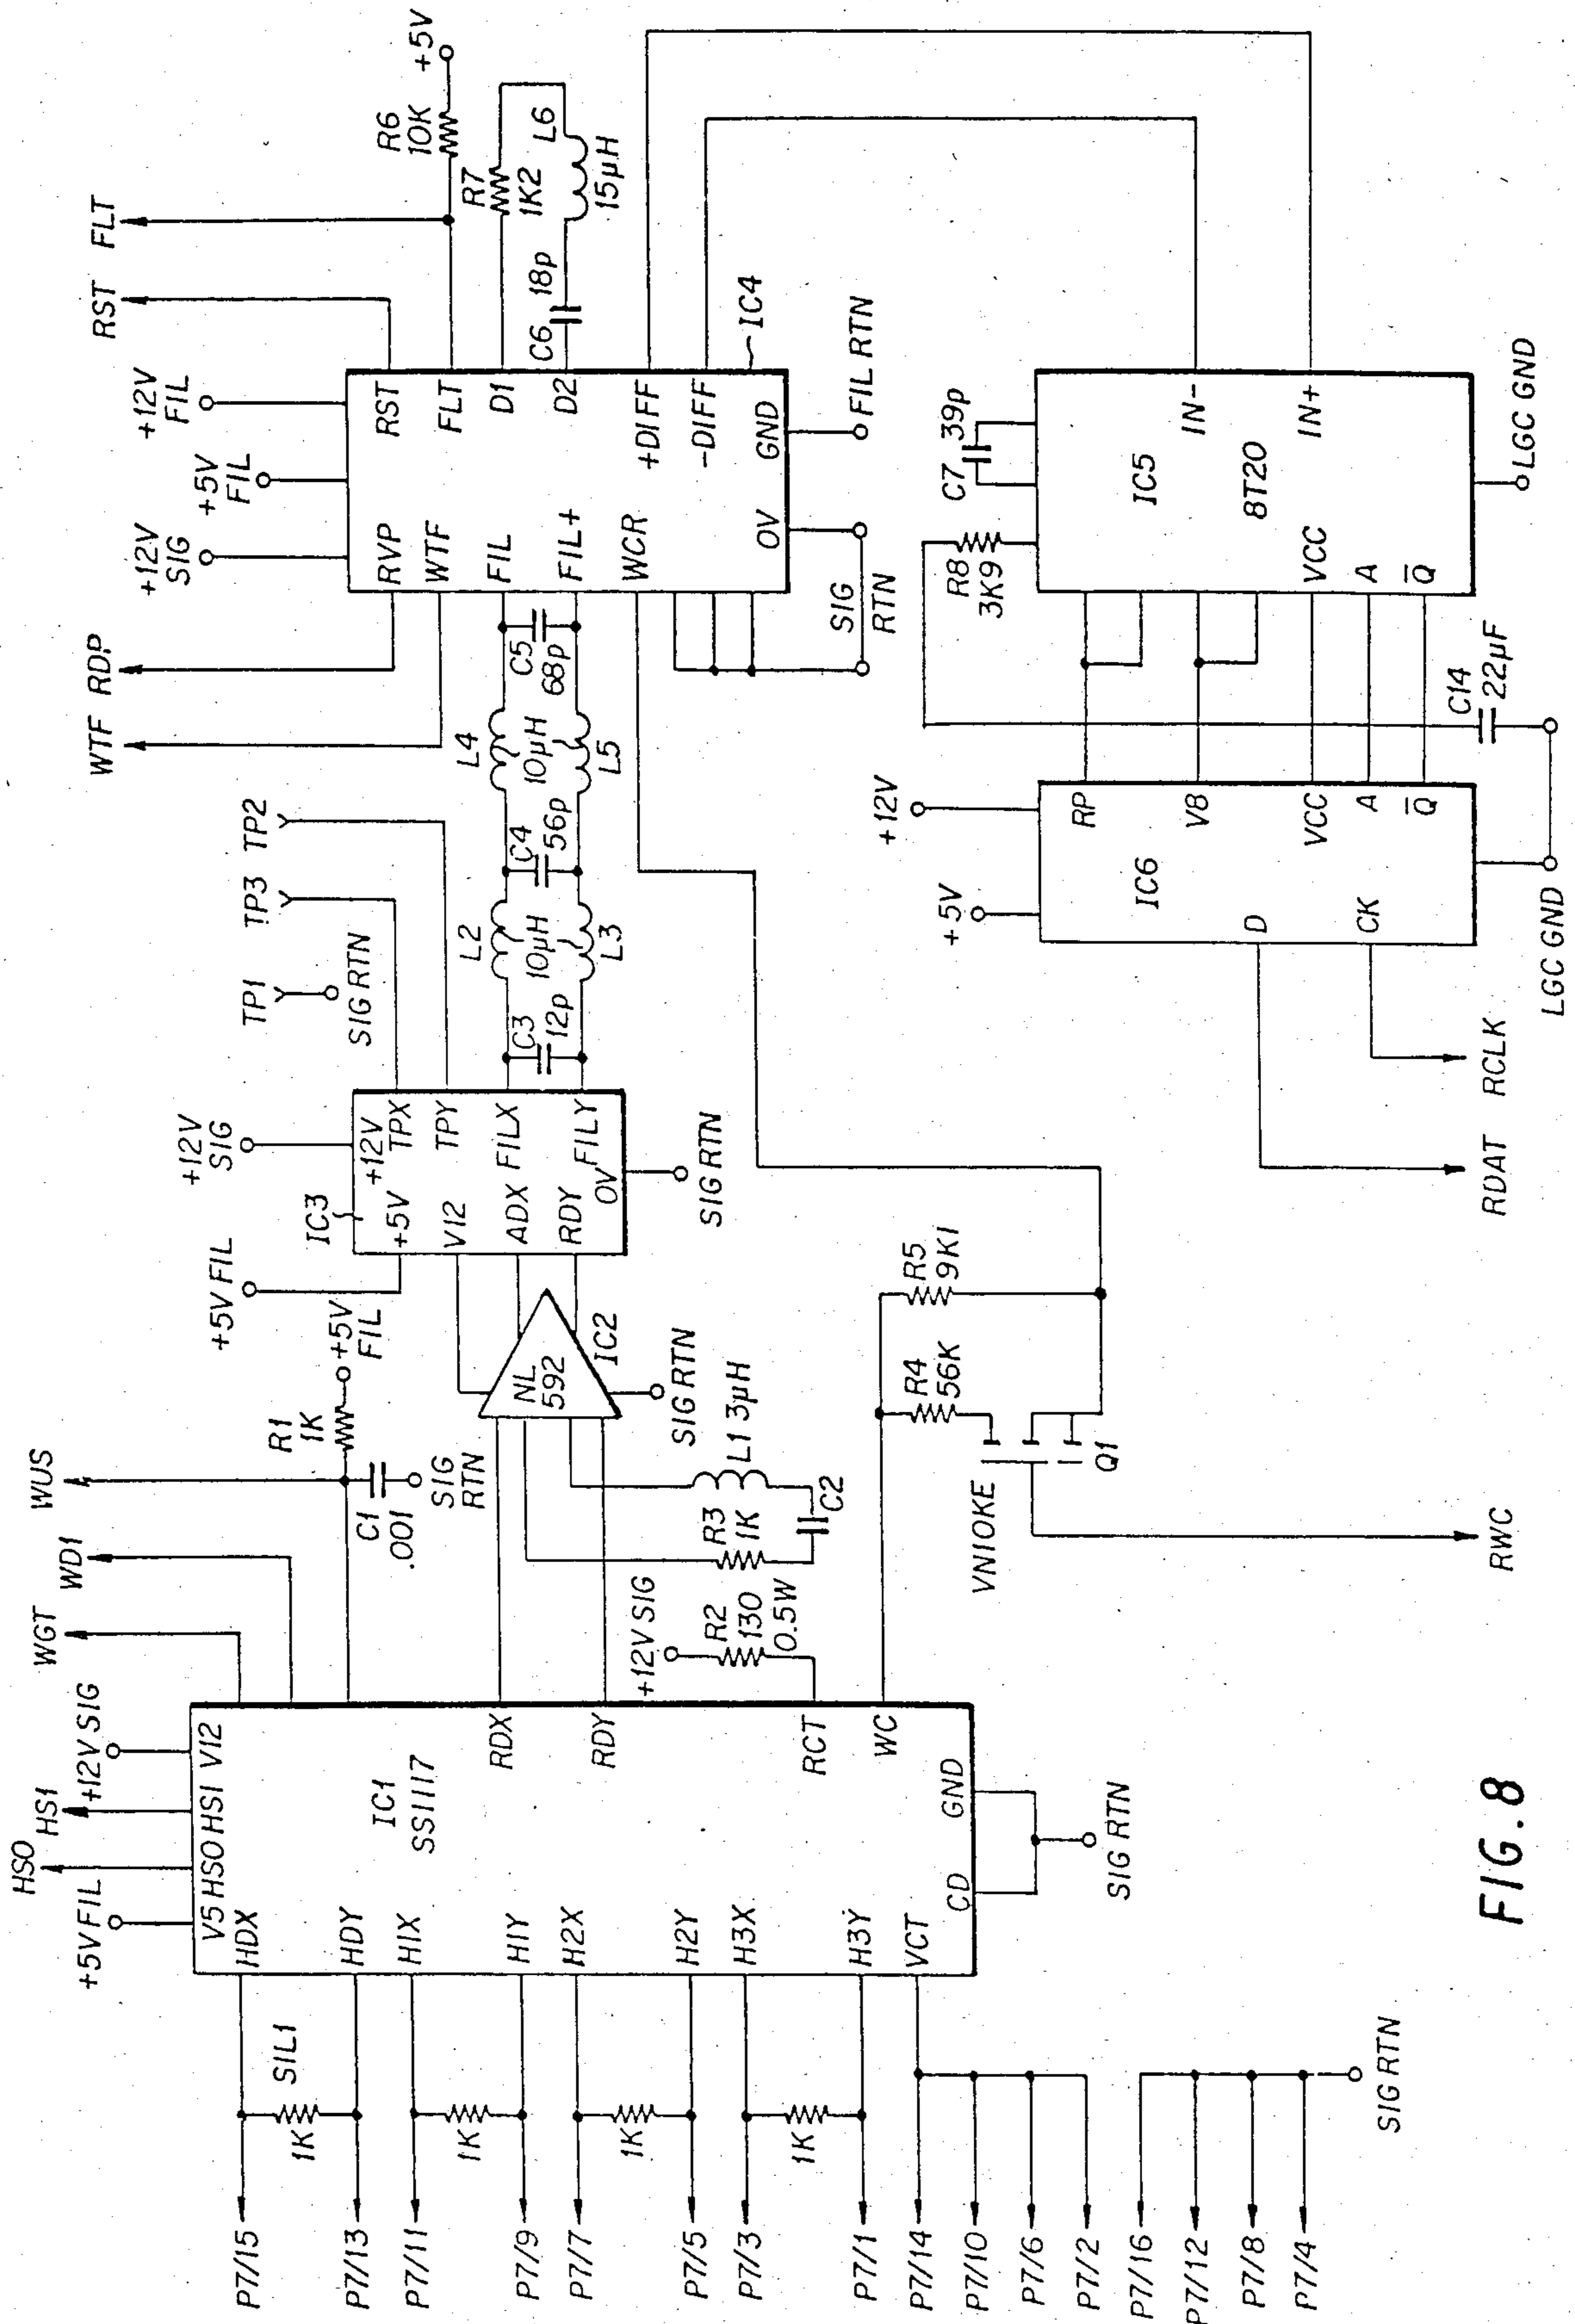 HSO
HS1
WGT
WD1
WUS
+5V FIL
+12V SIG
V5
HSO
HS1
V12
HDX
HDY
H1X
H1Y
H2X
H2Y
H3X
H3Y
VCT
CD
GND
IC1
SS1117
RDX
RDY
RCT
WC
SIL1
1K
1K
1K
1K
P7/15
P7/13
P7/11
P7/9
P7/7
P7/5
P7/3
P7/1
P7/14
P7/10
P7/6
P7/2
P7/16
P7/12
P7/8
P7/4
SIG RTN
SIG RTN
R1
1K
+5V
FIL
C1
.001
SIG
RTN
+12V SIG
R2
130
0.5W
R3
1K
C2
L1 3μH
NL
592
IC2
SIG RTN
R4
56K
R5
9K1
VN10KE
Q1
RWC
+5V FIL
+12V
SIG
IC3
+5V
+12V
V12
TPX
TPY
ADX
FILX
RDY
FILY
OV
SIG RTN
TP1
SIG RTN
TP3
TP2
C3
12p
L2
10μH
L3
C4
56p
L4
10μH
L5
C5
68p
WTF
RDP
RST
FLT
+12V
SIG
+5V
FIL
+12V
FIL
RVP
WTF
FIL
FIL+
WCR
OV
RST
FLT
D1
D2
+DIFF
-DIFF
GND
IC4
SIG
RTN
FIL RTN
R6
10K
+5V
R7
1K2
L6
15μH
C6
18p
+5V
+12V
IC6
RP
V8
VCC
A
Q̅
D
CK
RDAT
RCLK
LGC GND
C14
22μF
R8
3K9
C7
39p
IC5
8T20
IN-
IN+
VCC
A
Q̅
LGC GND
FIG. 8